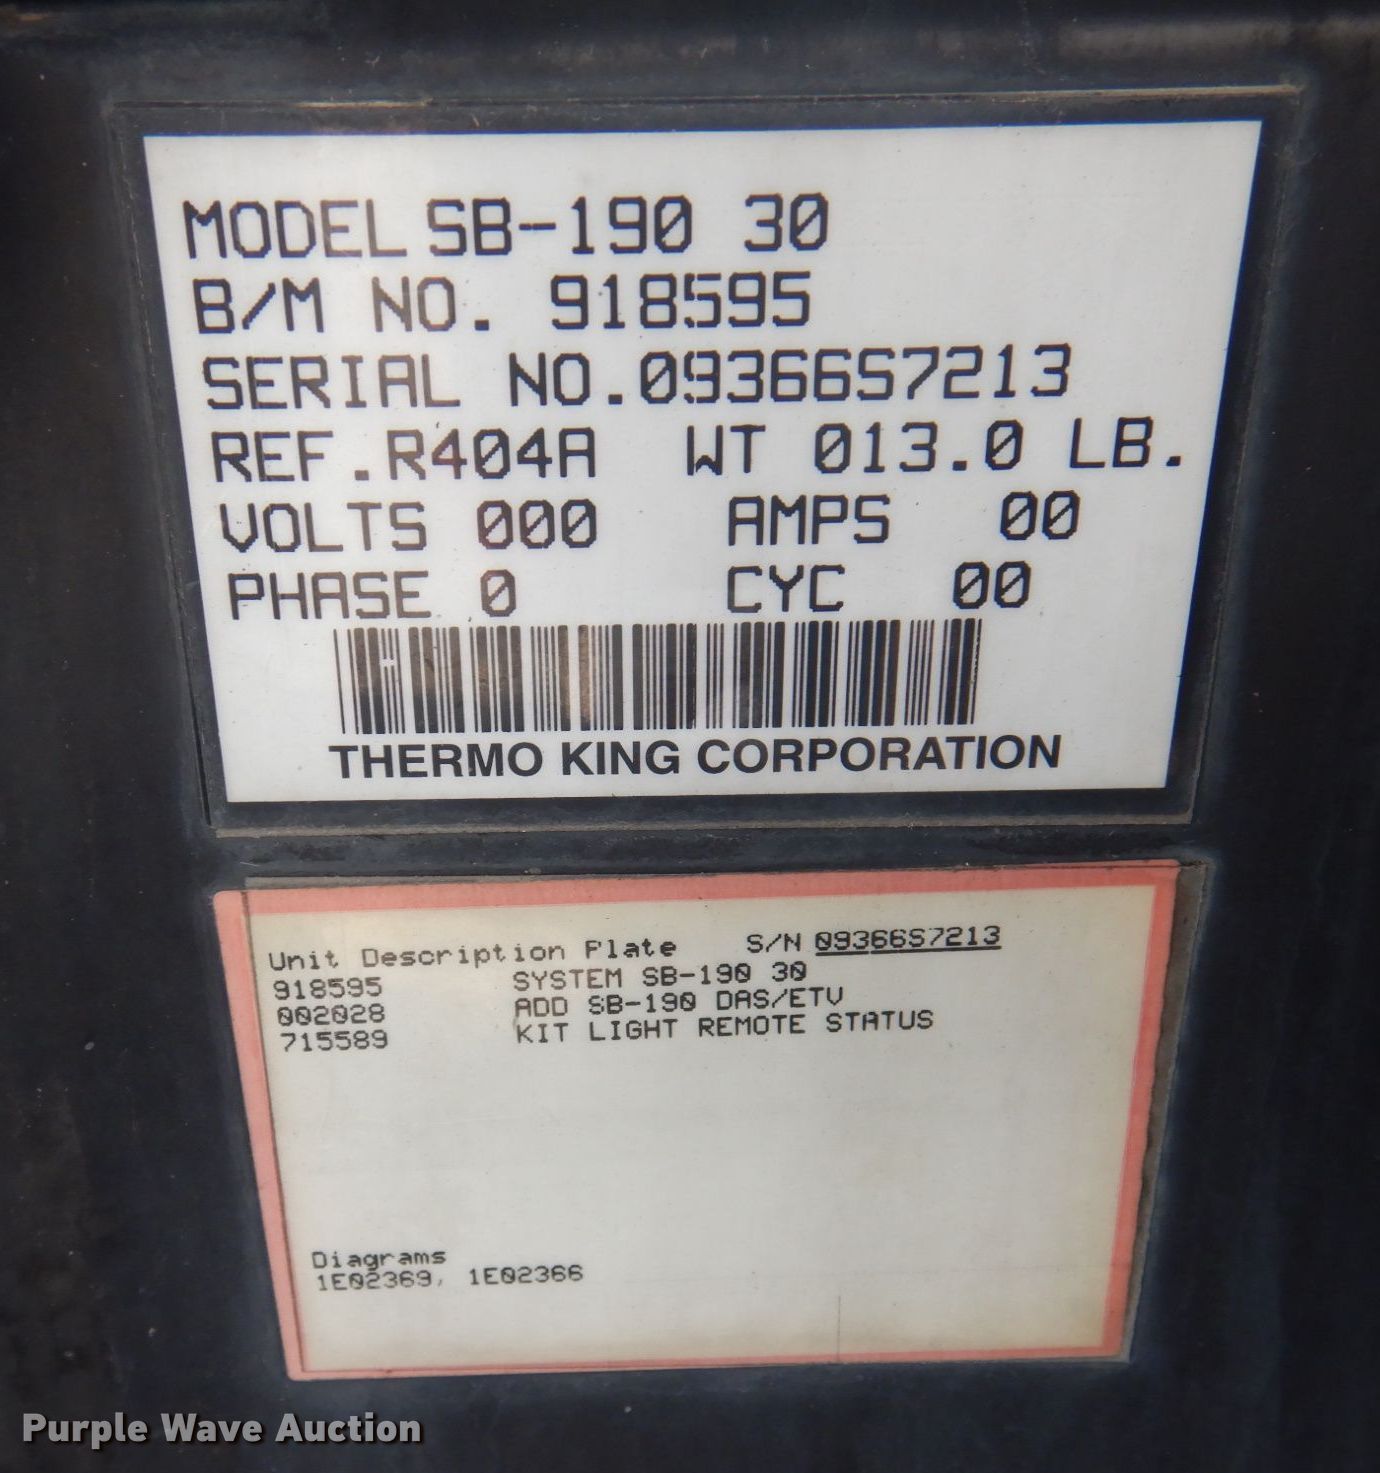 MODEL SB-190 30
B/M NO. 918595
SERIAL NO.09366S7213
REF.R404A WT 013.0 LB.
VOLTS 000 AMPS 00
PHASE 0 CYC 00
THERMO KING CORPORATION
Unit Description Plate S/N 09366S7213
918595 SYSTEM SB-190 30
002028 ADD SB-190 DAS/ETV
715589 KIT LIGHT REMOTE STATUS
Diagrams
1E02369, 1E02366
Purple Wave Auction